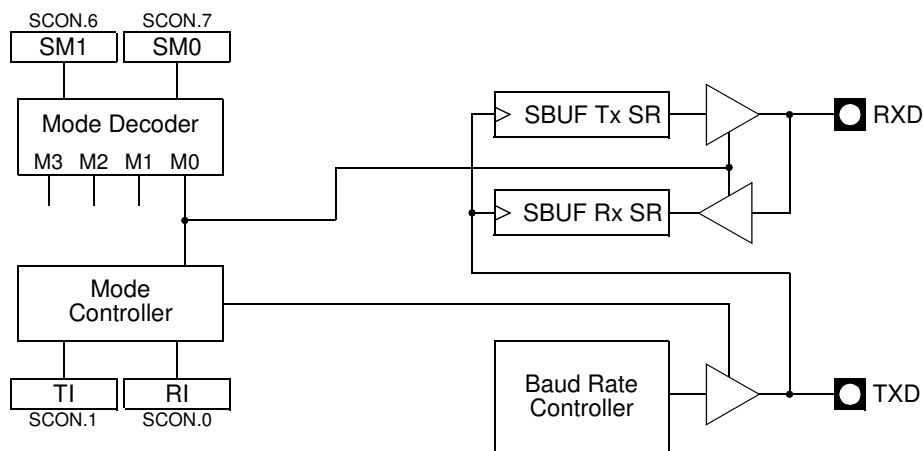 SCON.6 SCON.7
SM1 SM0
Mode Decoder
M3 M2 M1 M0
SBUF Tx SR
RXD
SBUF Rx SR
Mode
Controller
TI RI
SCON.1 SCON.0
Baud Rate
Controller
TXD